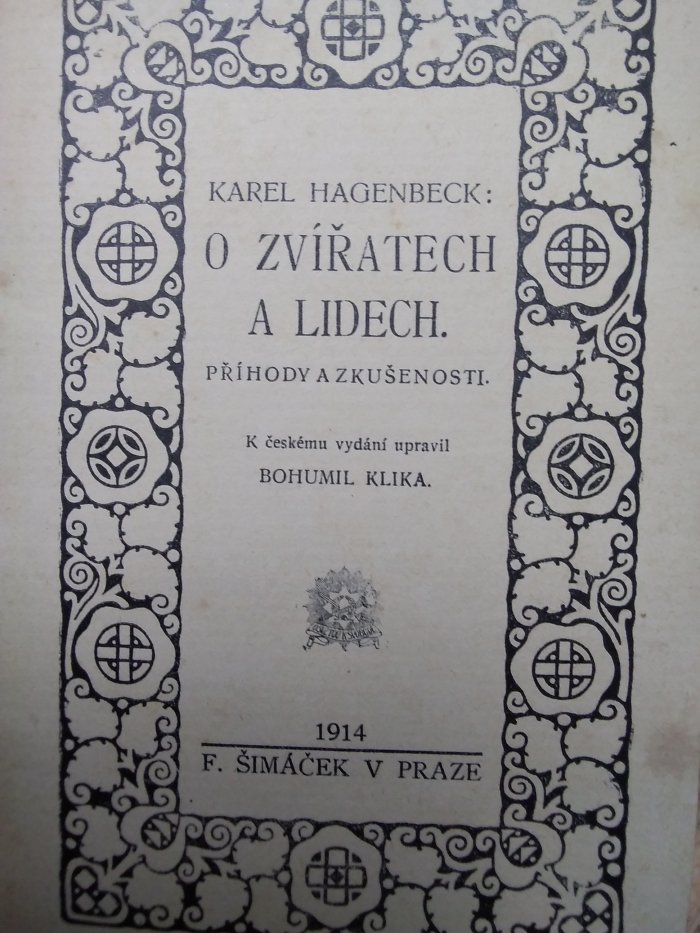 KAREL HAGENBECK:
O ZVÍŘATECH
A LIDECH.
PŘÍHODY A ZKUŠENOSTI.
K českému vydání upravil
BOHUMIL KLIKA.
1914
F. ŠIMÁČEK V PRAZE